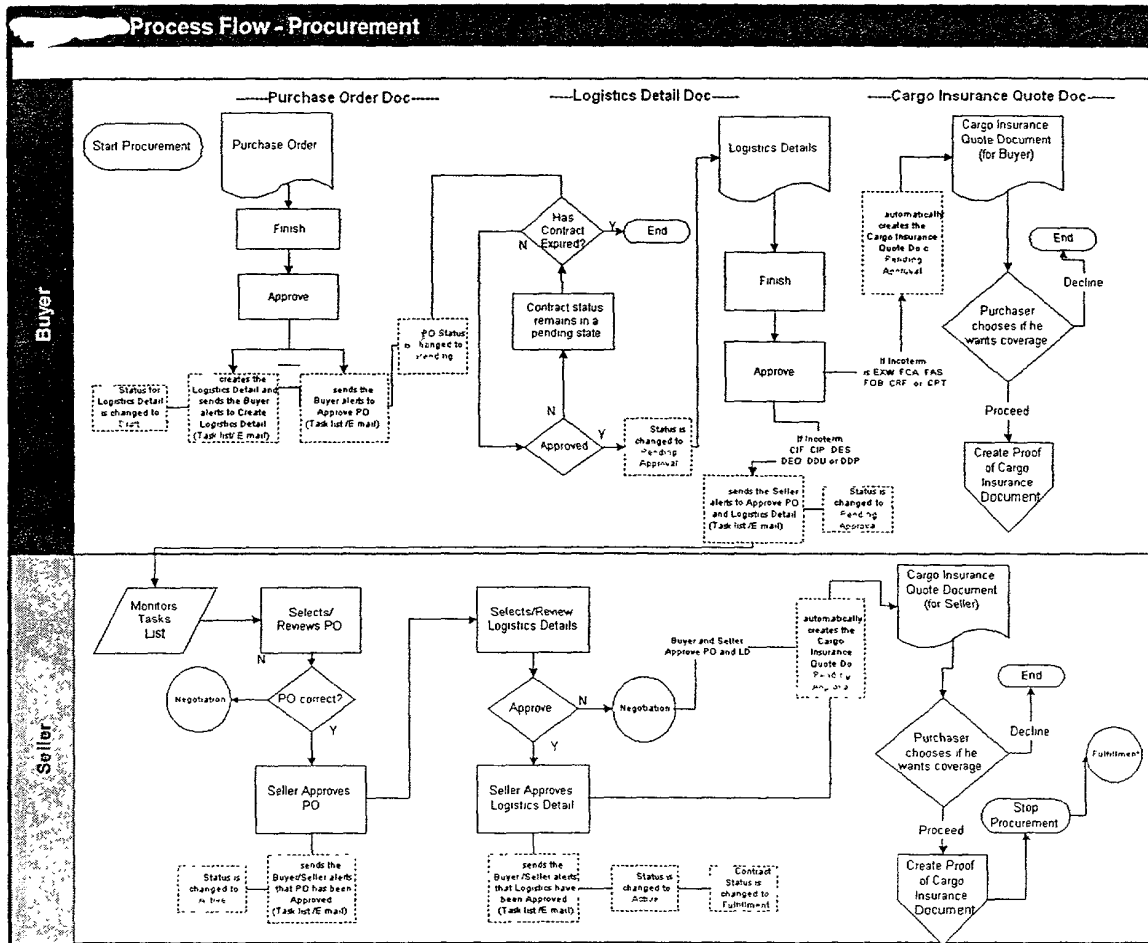 Process Flow - Procurement
Buyer
Purchase Order Doc
Logistics Detail Doc
Cargo Insurance Quote Doc
Start Procurement
Purchase Order
Finish
Approve
Status for
Logistics Detail
is changed to
creates the
Logistics Detail and
sends the Buyer
alerts to Create
Logistics Detail
(Task list/E mail)
sends the
Buyer alerts to
Approve PO
(Task list/E mail)
PO Status
is changed to
Pending
Has
Contract
Expired?
N
Y
End
Contract status
remains in a
pending state
N
Approved
Y
Status is
changed to
Pending
Approval
Logistics Details
Finish
Approve
If Incoterm
is EXW FCA FAS
FOB CRF or CPT
If Incoterm
CIF CIP DES
DEQ DDU or DDP
sends the Seller
alerts to Approve PO
and Logistics Detail
(Task list/E mail)
Status is
changed to
Pending
Approval
automatically
creates the
Cargo Insurance
Quote Doc
Pending
Approval
Cargo Insurance
Quote Document
(for Buyer)
End
Decline
Purchaser
chooses if he
wants coverage
Proceed
Create Proof
of Cargo
Insurance
Document
Seller
Monitors
Tasks
List
Selects/
Reviews PO
N
Negotiation
PO correct?
Y
Seller Approves
PO
Status is
changed to
sends the
Buyer/Seller alerts
that PO has been
Approved
(Task list/E mail)
Selects/Review
Logistics Details
Approve
N
Negotiation
Y
Seller Approves
Logistics Detail
sends the
Buyer/Seller alerts
that Logistics have
been Approved
(Task list/E mail)
Status is
changed to
Active
Contract
Status is
changed to
Fulfillment
Buyer and Seller
Approve PO and LD
automatically
creates the
Cargo
Insurance
Quote Do
Cargo Insurance
Quote Document
(for Seller)
End
Decline
Purchaser
chooses if he
wants coverage
Proceed
Create Proof
of Cargo
Insurance
Document
Stop
Procurement
Fulfillment